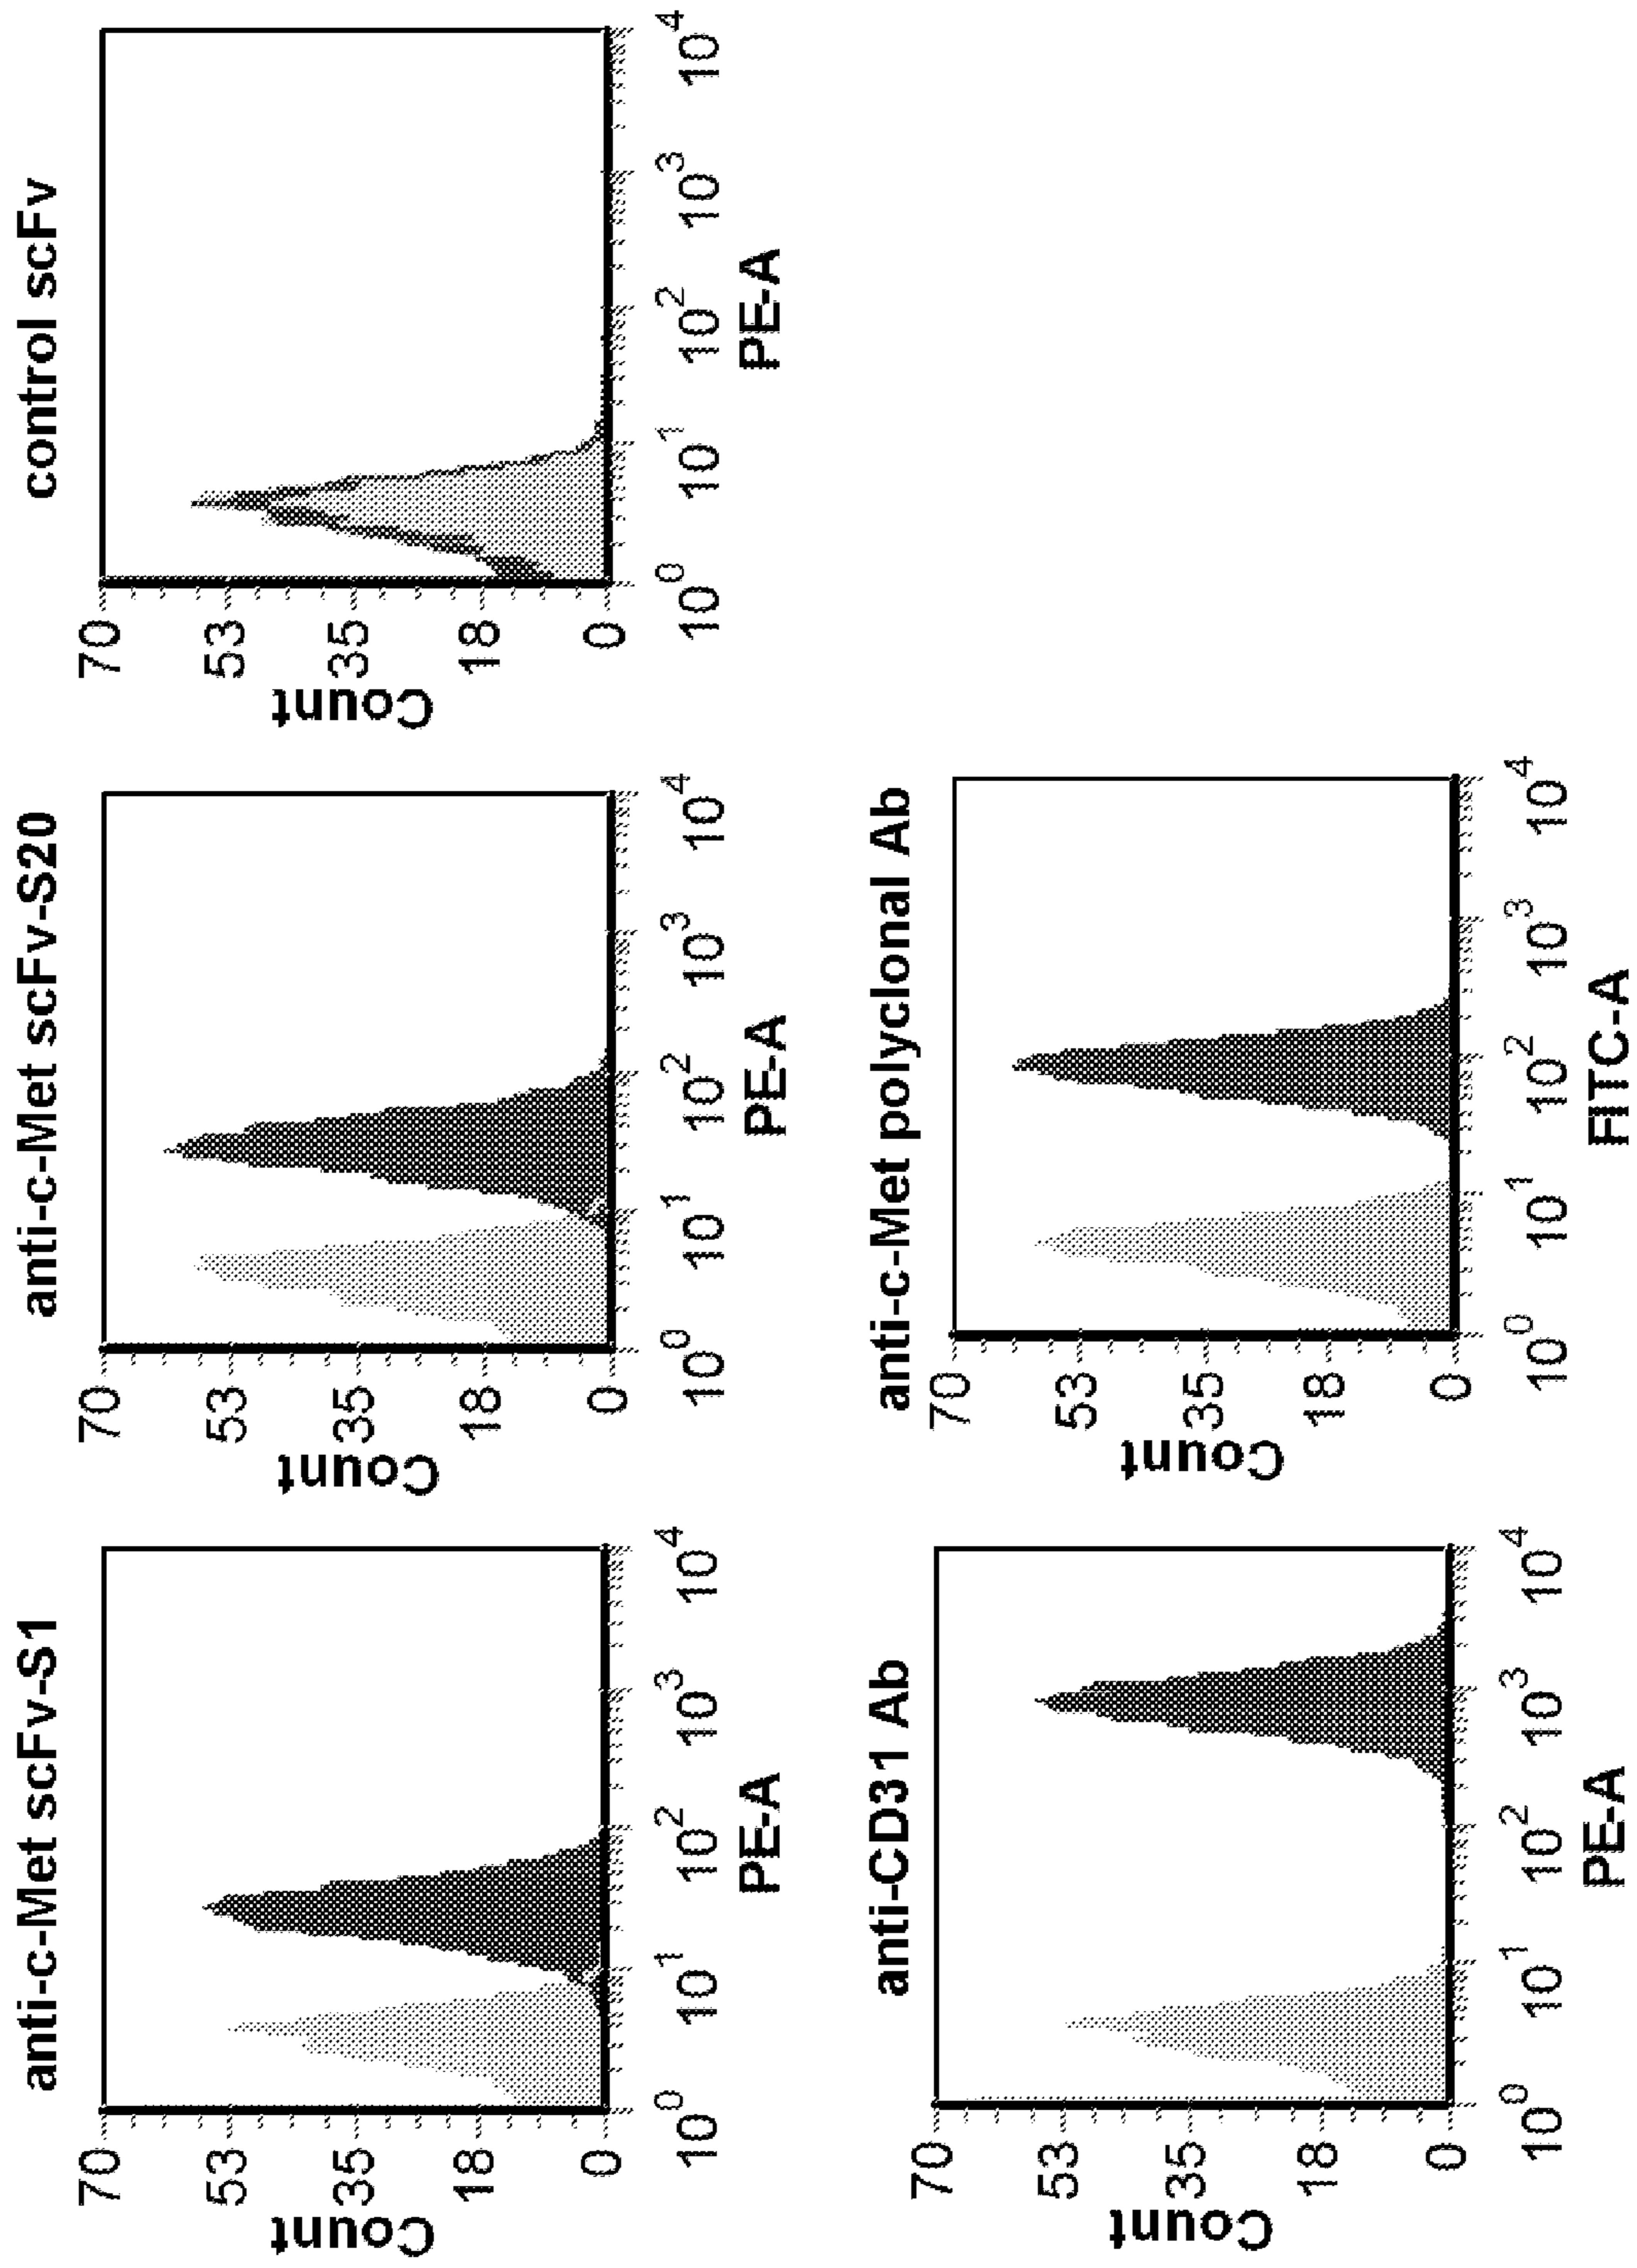 anti-c-Met scFv-S1
70
53
35
18
0
Count
10^0 10^1 10^2 10^3 10^4
PE-A
anti-c-Met scFv-S20
70
53
35
18
0
Count
10^0 10^1 10^2 10^3 10^4
PE-A
control scFv
70
53
35
18
0
Count
10^0 10^1 10^2 10^3 10^4
PE-A
anti-CD31 Ab
70
53
35
18
0
Count
10^0 10^1 10^2 10^3 10^4
PE-A
anti-c-Met polyclonal Ab
70
53
35
18
0
Count
10^0 10^1 10^2 10^3 10^4
FITC-A